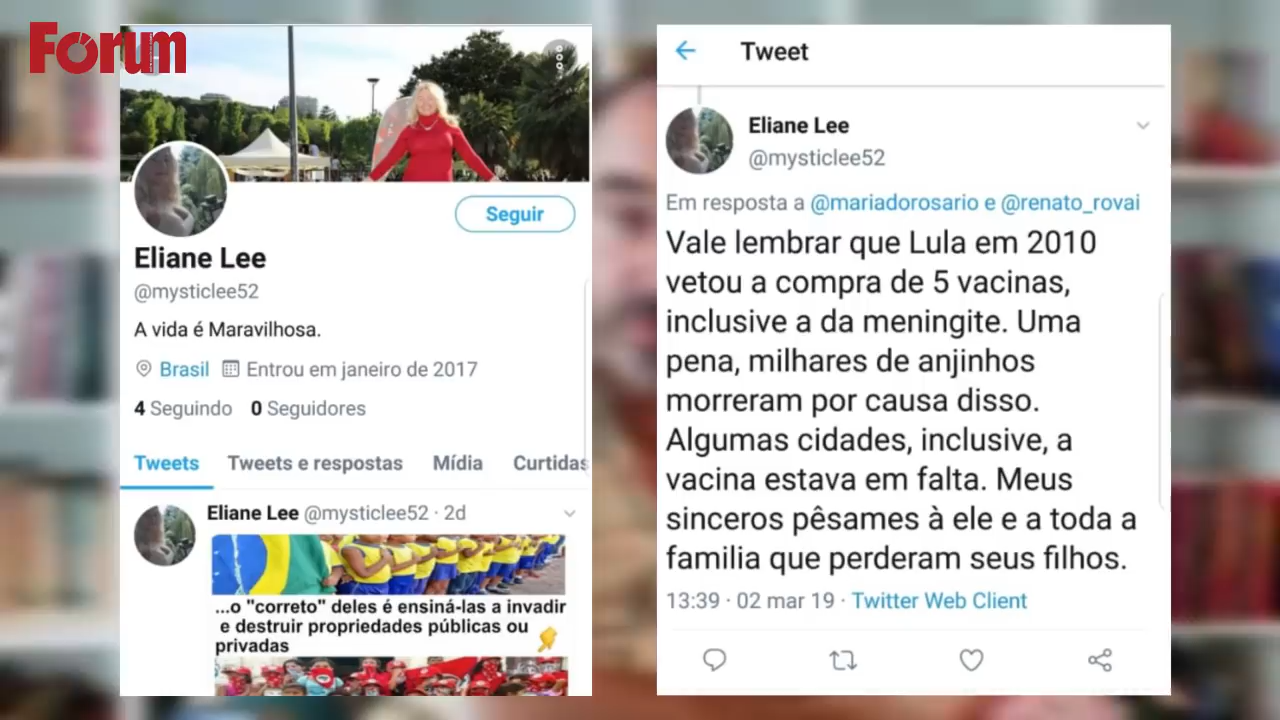 Fórum
Eliane Lee
@mysticlee52
A vida é Maravilhosa.
Brasil Entrou em janeiro de 2017
4 Seguindo 0 Seguidores
Seguir
Tweets Tweets e respostas Mídia Curtidas
Eliane Lee @mysticlee52 · 2d
...o "correto" deles é ensiná-las a invadir
e destruir propriedades públicas ou
privadas
Tweet
Eliane Lee
@mysticlee52
Em resposta a @mariadorosario e @renato_rovai
Vale lembrar que Lula em 2010
vetou a compra de 5 vacinas,
inclusive a da meningite. Uma
pena, milhares de anjinhos
morreram por causa disso.
Algumas cidades, inclusive, a
vacina estava em falta. Meus
sinceros pêsames à ele e a toda a
familia que perderam seus filhos.
13:39 · 02 mar 19 · Twitter Web Client